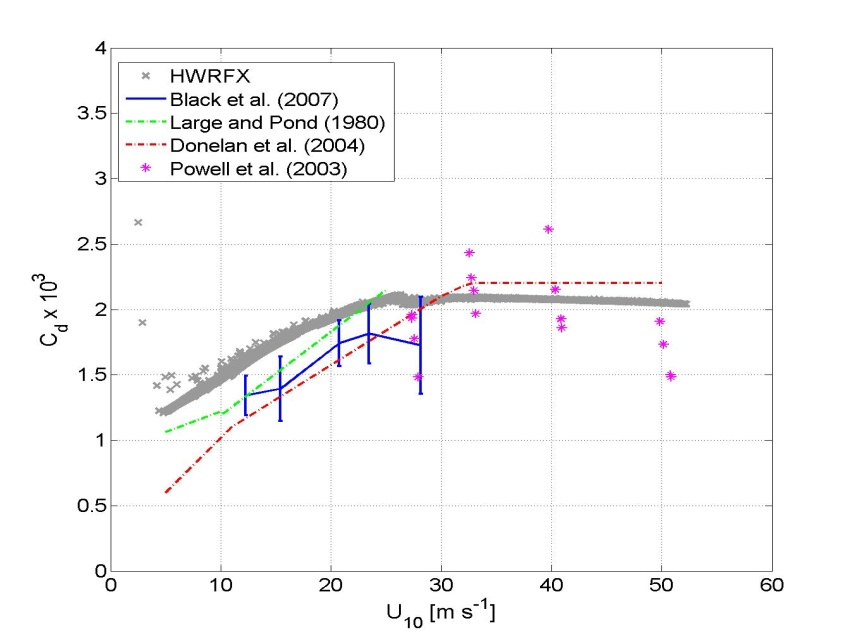 4
3.5
3
2.5
2
1.5
1
0.5
0
HWRFX
Black et al. (2007)
Large and Pond (1980)
Donelan et al. (2004)
Powell et al. (2003)
C_d x 10^3
0 10 20 30 40 50 60
U_10 [m s^-1]